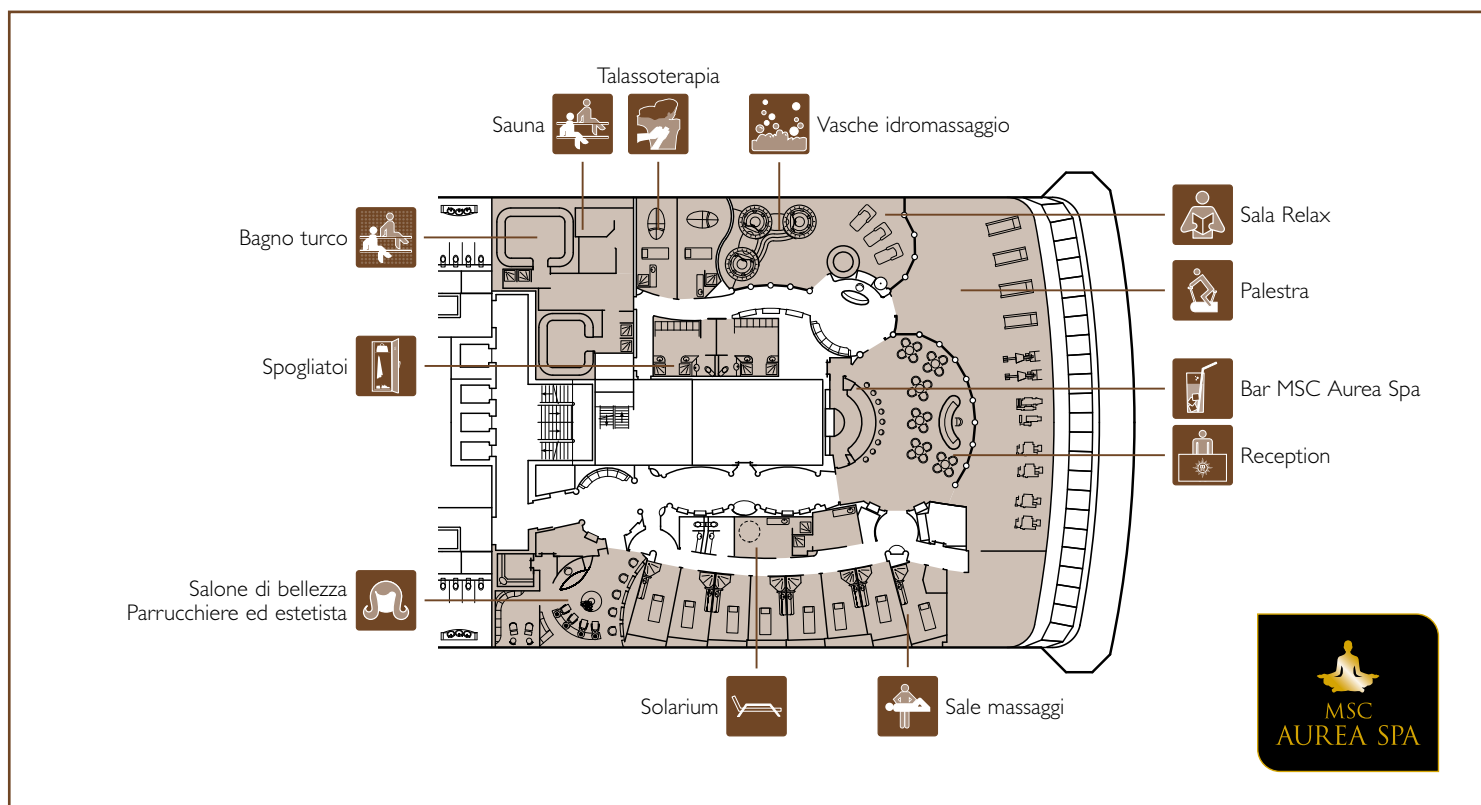 Talassoterapia
Sauna
Vasche idromassaggio
Bagno turco
Sala Relax
Palestra
Spogliatoi
Bar MSC Aurea Spa
Reception
Salone di bellezza
Parrucchiere ed estetista
Solarium
Sale massaggi
MSC
AUREA SPA